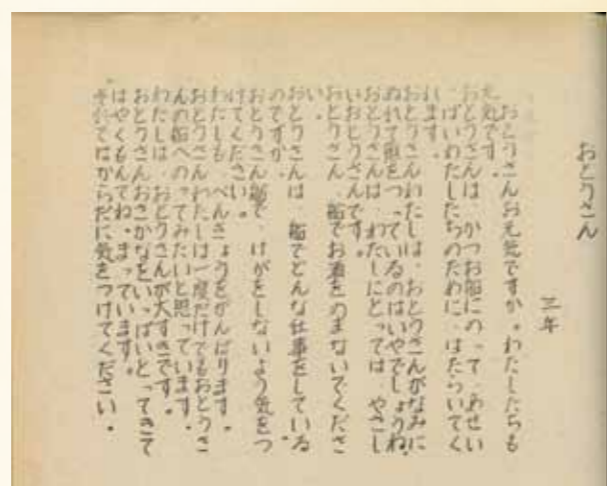 おとうさん
三年
おとうさんお元気ですか。わたしたちも
元気です。
おとうさんは、かつお船にのって、あせい
っぱいわたしたちのために、はたらいてく
れます。
おとうさんわたしは、おとうさんがなみに
ぬれて魚をつっているのはいやでしょうね。
おとうさんは、わたしにとっては、やさし
いおとうさんです。
おとうさん、船でお酒をのまないでくださ
い。
おとうさんは、船でどんな仕事をしている
のですか。
おとうさん船で、けがをしないよう気をつ
けてください。
わたしも、べんきょうをがんばります。
おとうさんわたしは一度だけでもおとうさ
んの船へのってみたいと思っています。
わたしは、おとうさんが大すきです。
おとうさんおさかなをいっぱいとってきて
はやくもんてね。まっています。
それではからだに気をつけてください。